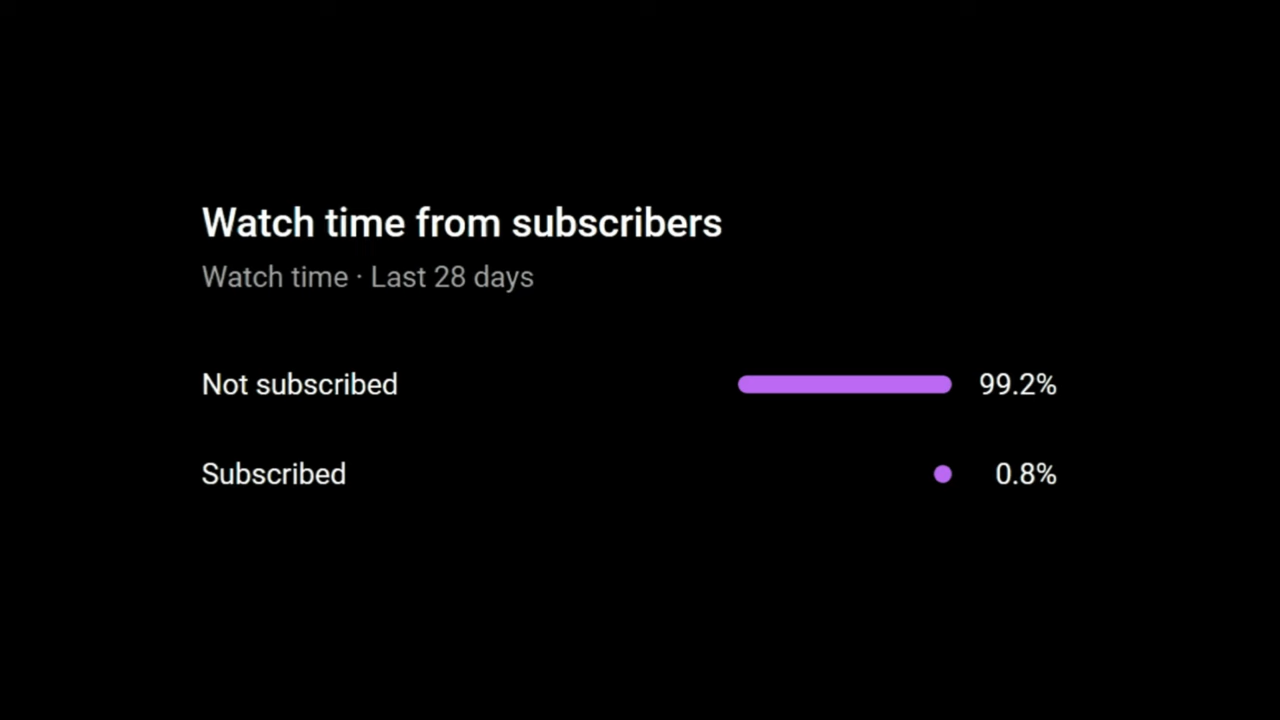 Watch time from subscribers
Watch time · Last 28 days
Not subscribed 99.2%
Subscribed 0.8%